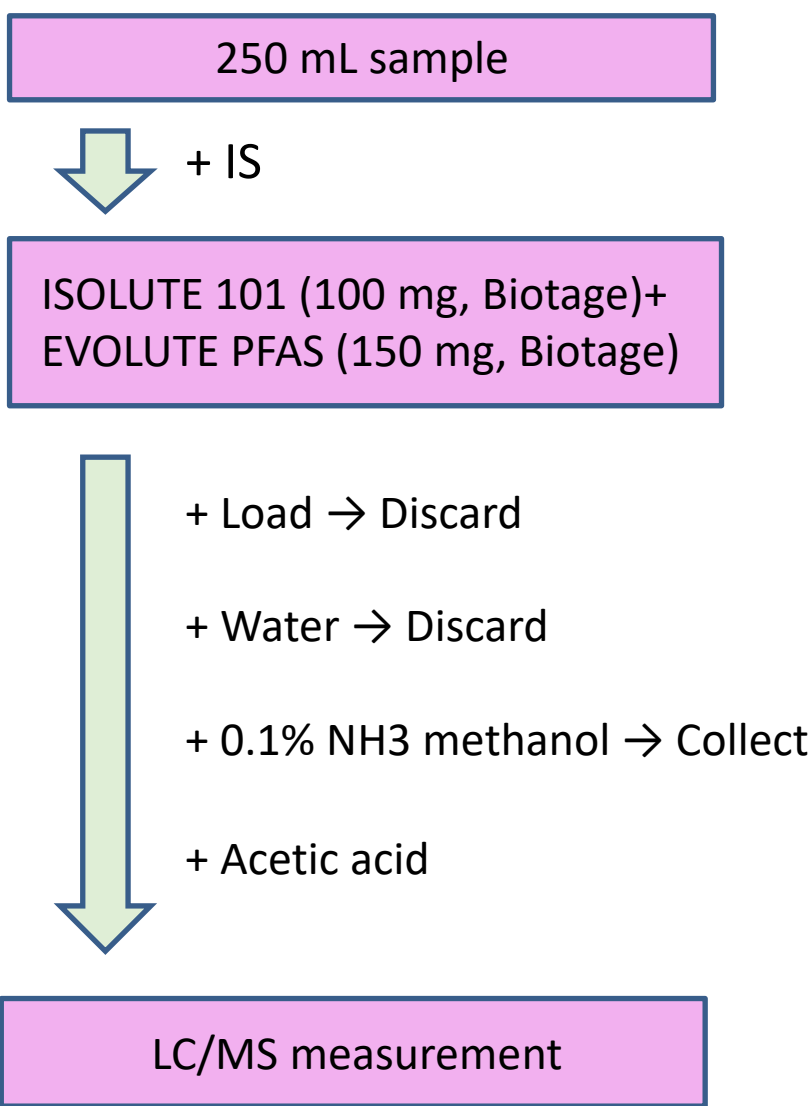 250 mL sample
+ IS
ISOLUTE 101 (100 mg, Biotage)+
EVOLUTE PFAS (150 mg, Biotage)
+ Load → Discard
+ Water → Discard
+ 0.1% NH3 methanol → Collect
+ Acetic acid
LC/MS measurement